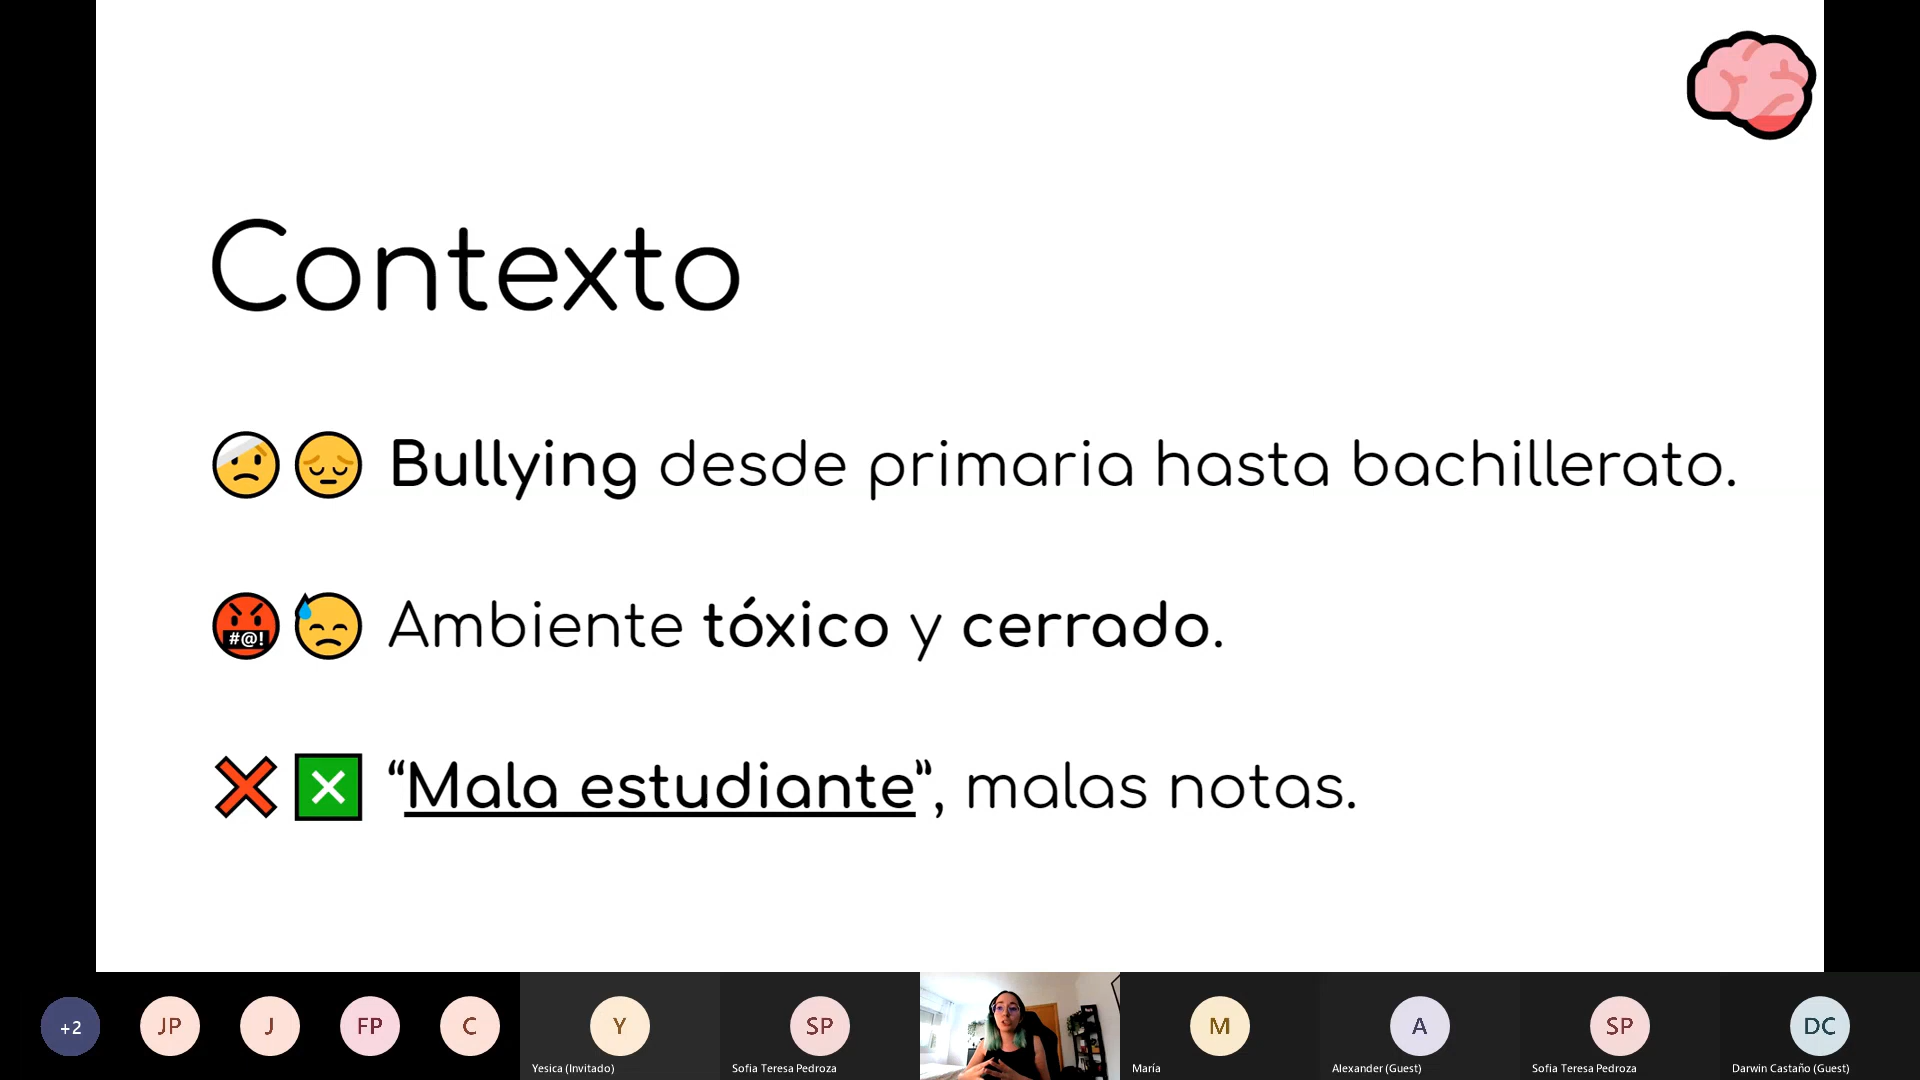 Contexto
Bullying desde primaria hasta bachillerato.
#@!
Ambiente tóxico y cerrado.
“Mala estudiante”, malas notas.
+2
JP
J
FP
C
Y
Yesica (Invitado)
SP
Sofia Teresa Pedroza
M
María
A
Alexander (Guest)
SP
Sofia Teresa Pedroza
DC
Darwin Castaño (Guest)